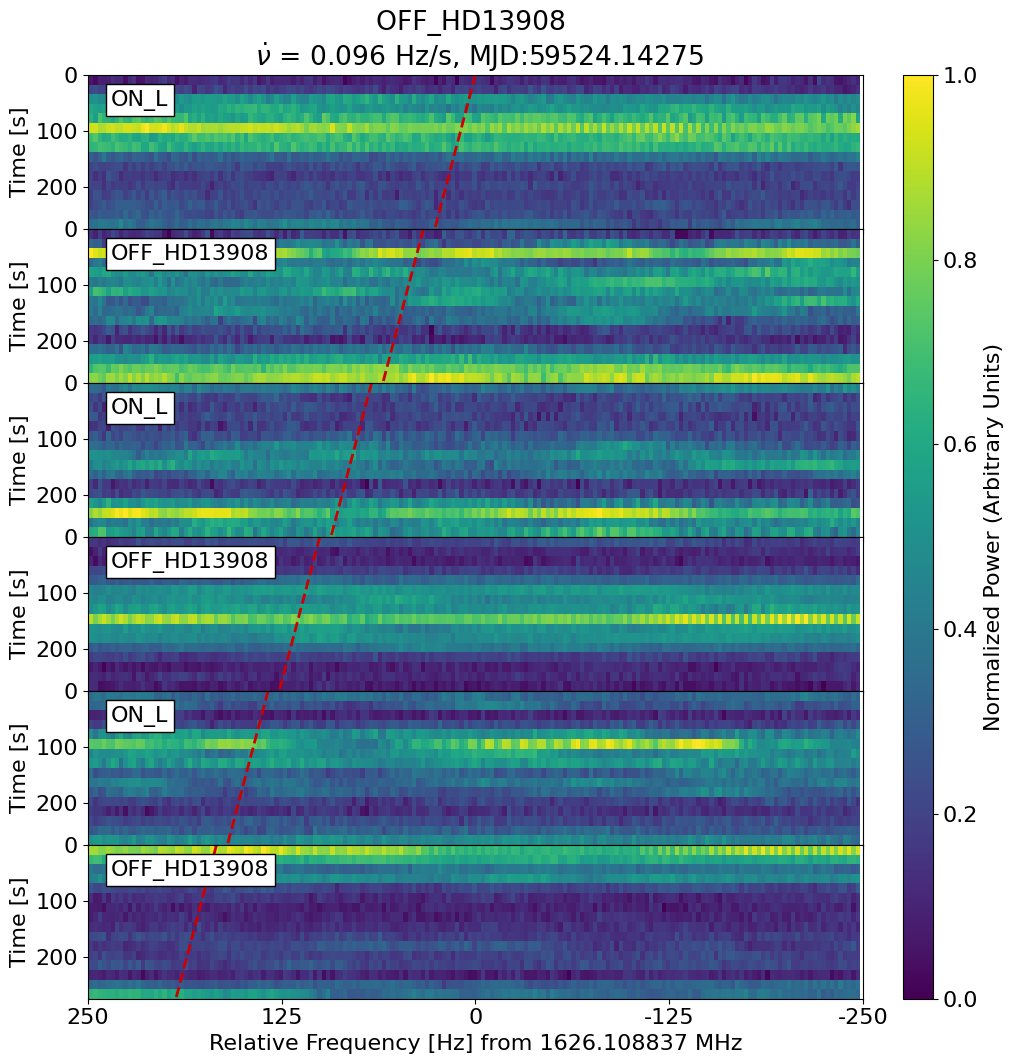 OFF_HD13908
ν̇ = 0.096 Hz/s, MJD:59524.14275
0
ON_L
100
200
Time [s]
0
OFF_HD13908
100
200
Time [s]
0
ON_L
100
200
Time [s]
0
OFF_HD13908
100
200
Time [s]
0
ON_L
100
200
Time [s]
0
OFF_HD13908
100
200
Time [s]
250 125 0 -125 -250
Relative Frequency [Hz] from 1626.108837 MHz
1.0
0.8
0.6
0.4
0.2
0.0
Normalized Power (Arbitrary Units)